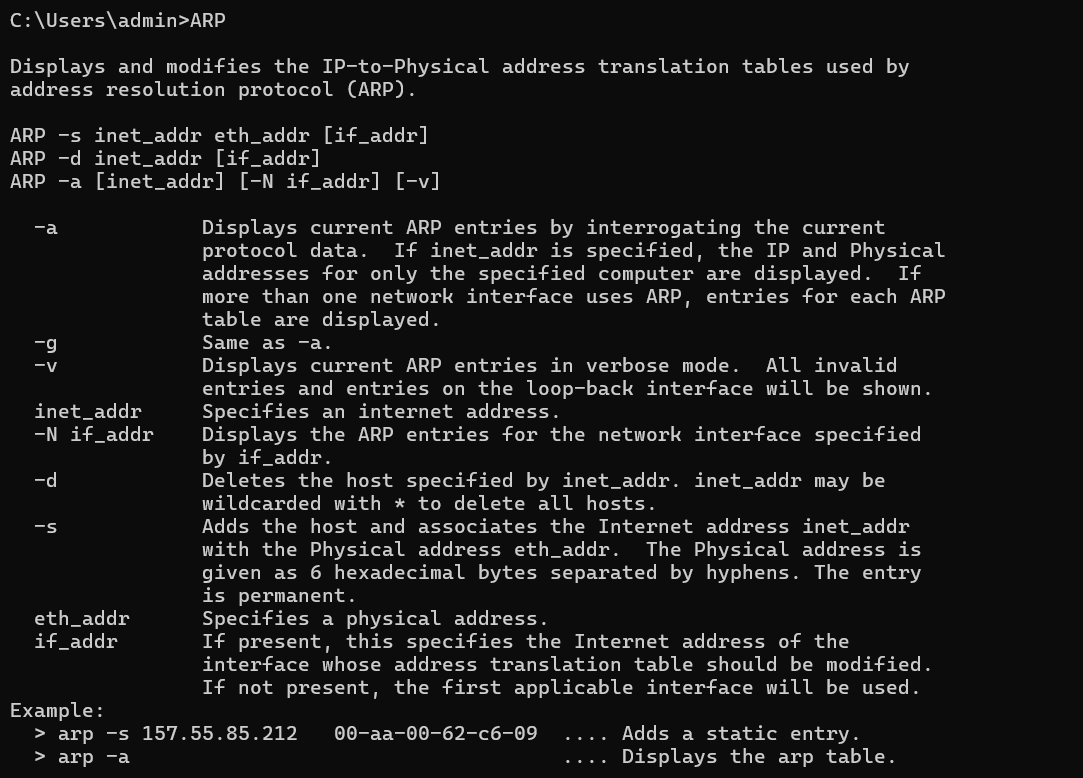 C:\Users\admin>ARP
Displays and modifies the IP-to-Physical address translation tables used by
address resolution protocol (ARP).
ARP -s inet_addr eth_addr [if_addr]
ARP -d inet_addr [if_addr]
ARP -a [inet_addr] [-N if_addr] [-v]
  -a            Displays current ARP entries by interrogating the current
                protocol data.  If inet_addr is specified, the IP and Physical
                addresses for only the specified computer are displayed.  If
                more than one network interface uses ARP, entries for each ARP
                table are displayed.
  -g            Same as -a.
  -v            Displays current ARP entries in verbose mode.  All invalid
                entries and entries on the loop-back interface will be shown.
  inet_addr     Specifies an internet address.
  -N if_addr    Displays the ARP entries for the network interface specified
                by if_addr.
  -d            Deletes the host specified by inet_addr. inet_addr may be
                wildcarded with * to delete all hosts.
  -s            Adds the host and associates the Internet address inet_addr
                with the Physical address eth_addr.  The Physical address is
                given as 6 hexadecimal bytes separated by hyphens. The entry
                is permanent.
  eth_addr      Specifies a physical address.
  if_addr       If present, this specifies the Internet address of the
                interface whose address translation table should be modified.
                If not present, the first applicable interface will be used.
Example:
  > arp -s 157.55.85.212   00-aa-00-62-c6-09  .... Adds a static entry.
  > arp -a                                    .... Displays the arp table.